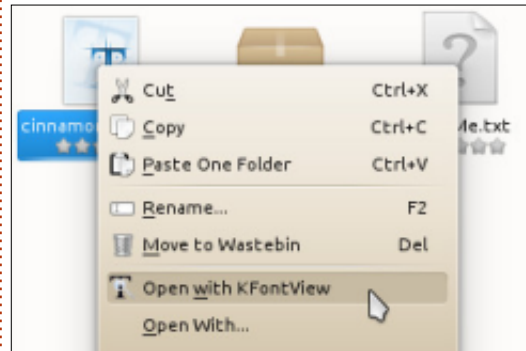 cinnamo
Me.txt
Cut Ctrl+X
Copy Ctrl+C
Paste One Folder Ctrl+V
Rename... F2
Move to Wastebin Del
Open with KFontView
Open With...